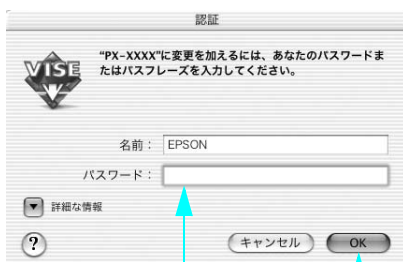 認証
VISE
“PX-XXXX”に変更を加えるには、あなたのパスワードま
たはパスフレーズを入力してください。
名前： EPSON
パスワード：
詳細な情報
?
キャンセル
OK